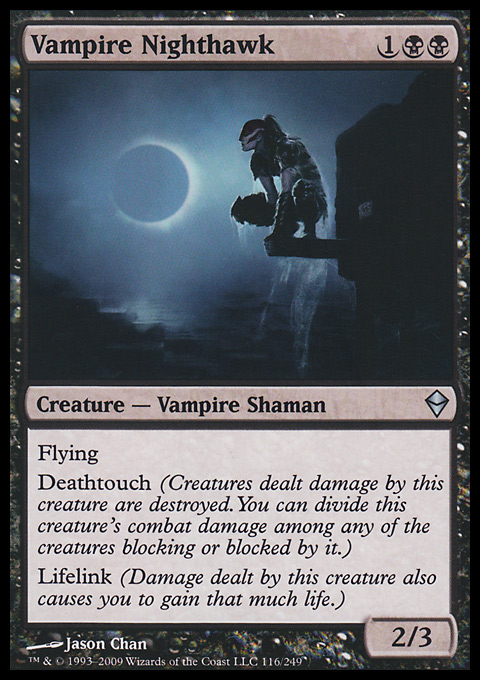 Vampire Nighthawk 1
Creature — Vampire Shaman
Flying
Deathtouch (Creatures dealt damage by this
creature are destroyed. You can divide this
creature's combat damage among any of the
creatures blocking or blocked by it.)
Lifelink (Damage dealt by this creature also
causes you to gain that much life.)
Jason Chan
2/3
™ & © 1993–2009 Wizards of the Coast LLC 116/249